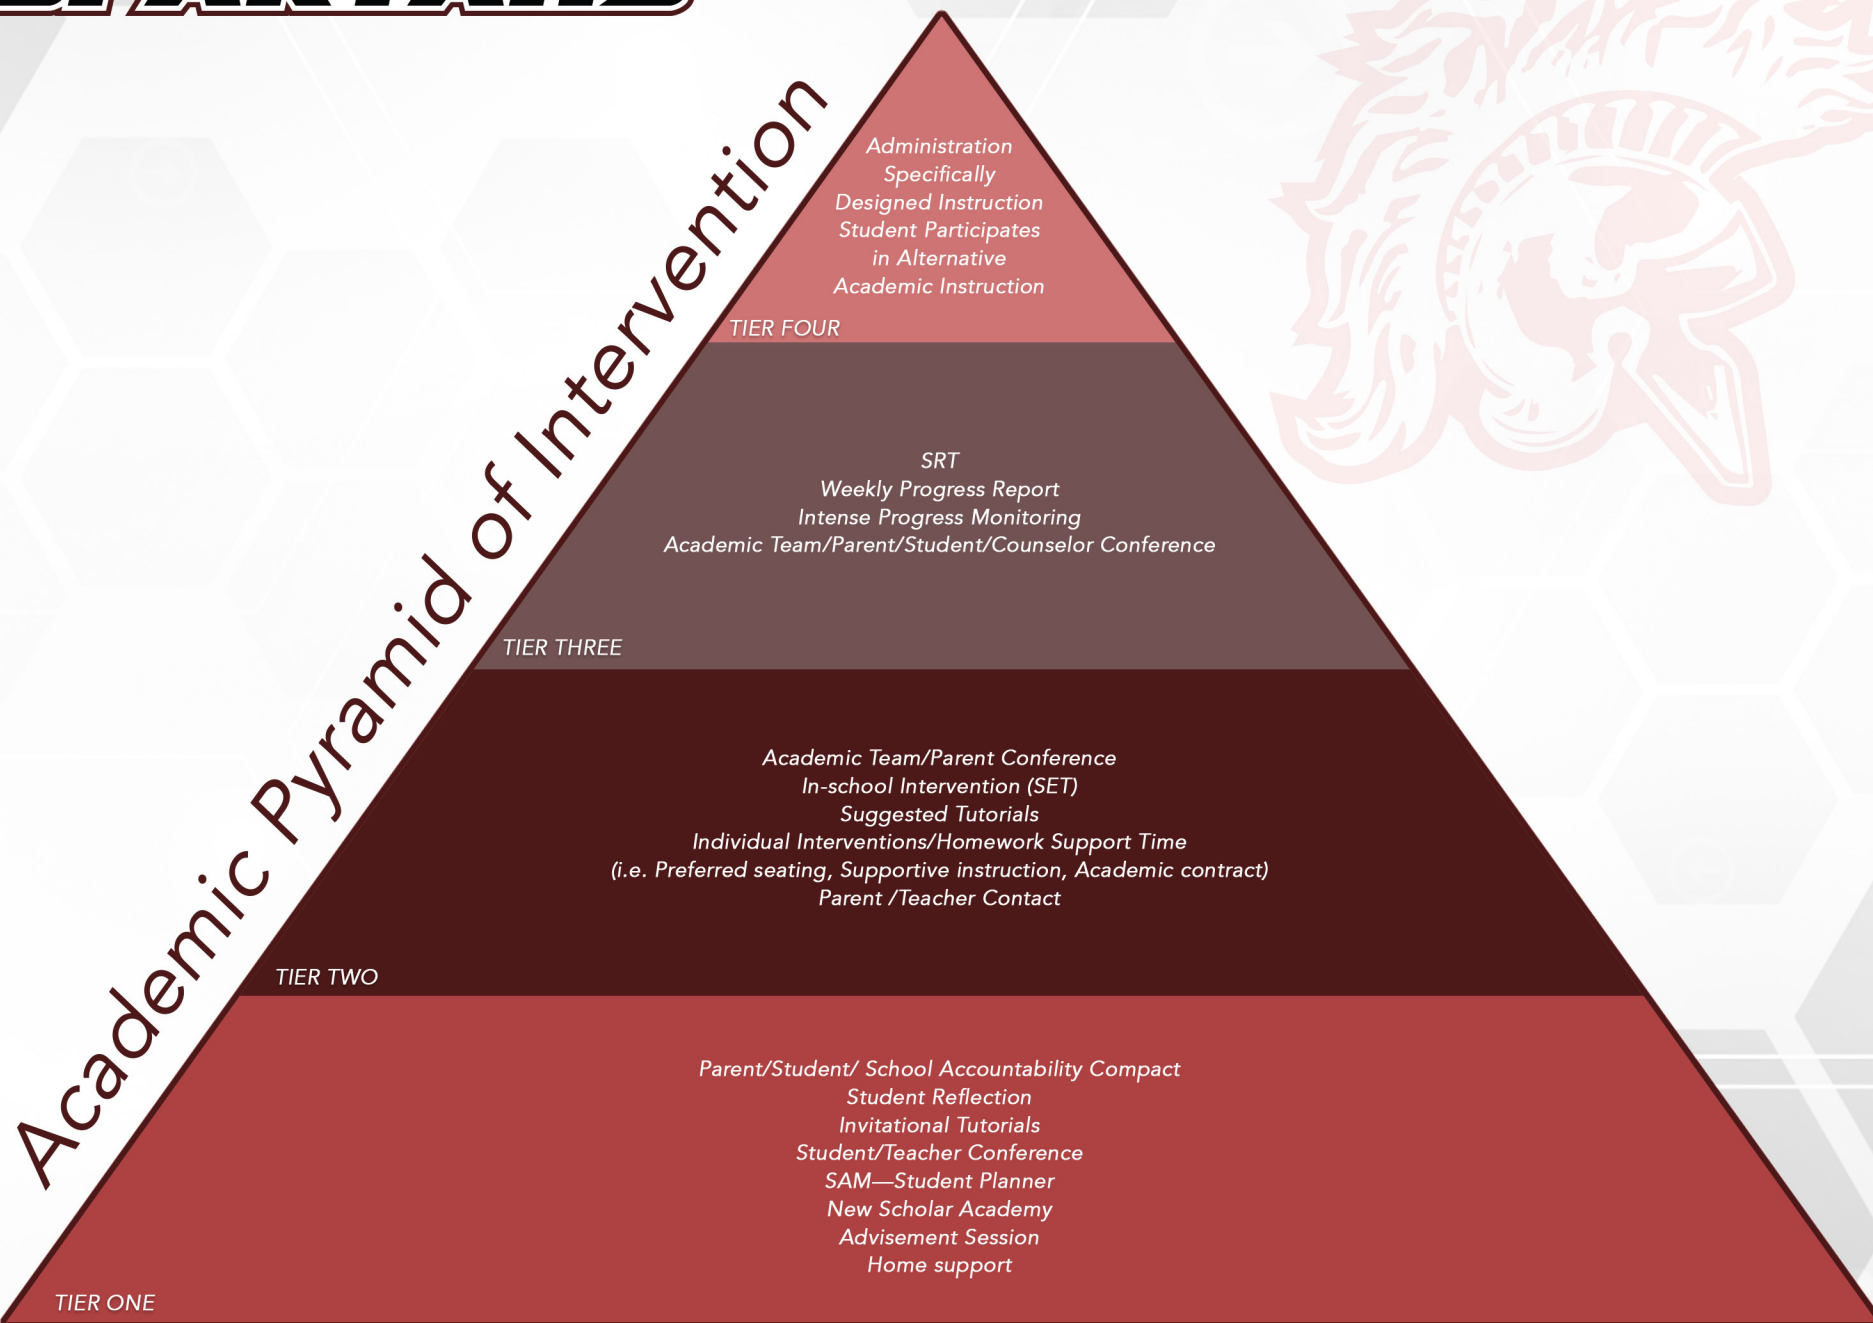 SPARTANS
Academic Pyramid of Intervention
Administration
Specifically
Designed Instruction
Student Participates
in Alternative
Academic Instruction
TIER FOUR
SRT
Weekly Progress Report
Intense Progress Monitoring
Academic Team/Parent/Student/Counselor Conference
TIER THREE
Academic Team/Parent Conference
In-school Intervention (SET)
Suggested Tutorials
Individual Interventions/Homework Support Time
(i.e. Preferred seating, Supportive instruction, Academic contract)
Parent /Teacher Contact
TIER TWO
Parent/Student/ School Accountability Compact
Student Reflection
Invitational Tutorials
Student/Teacher Conference
SAM—Student Planner
New Scholar Academy
Advisement Session
Home support
TIER ONE